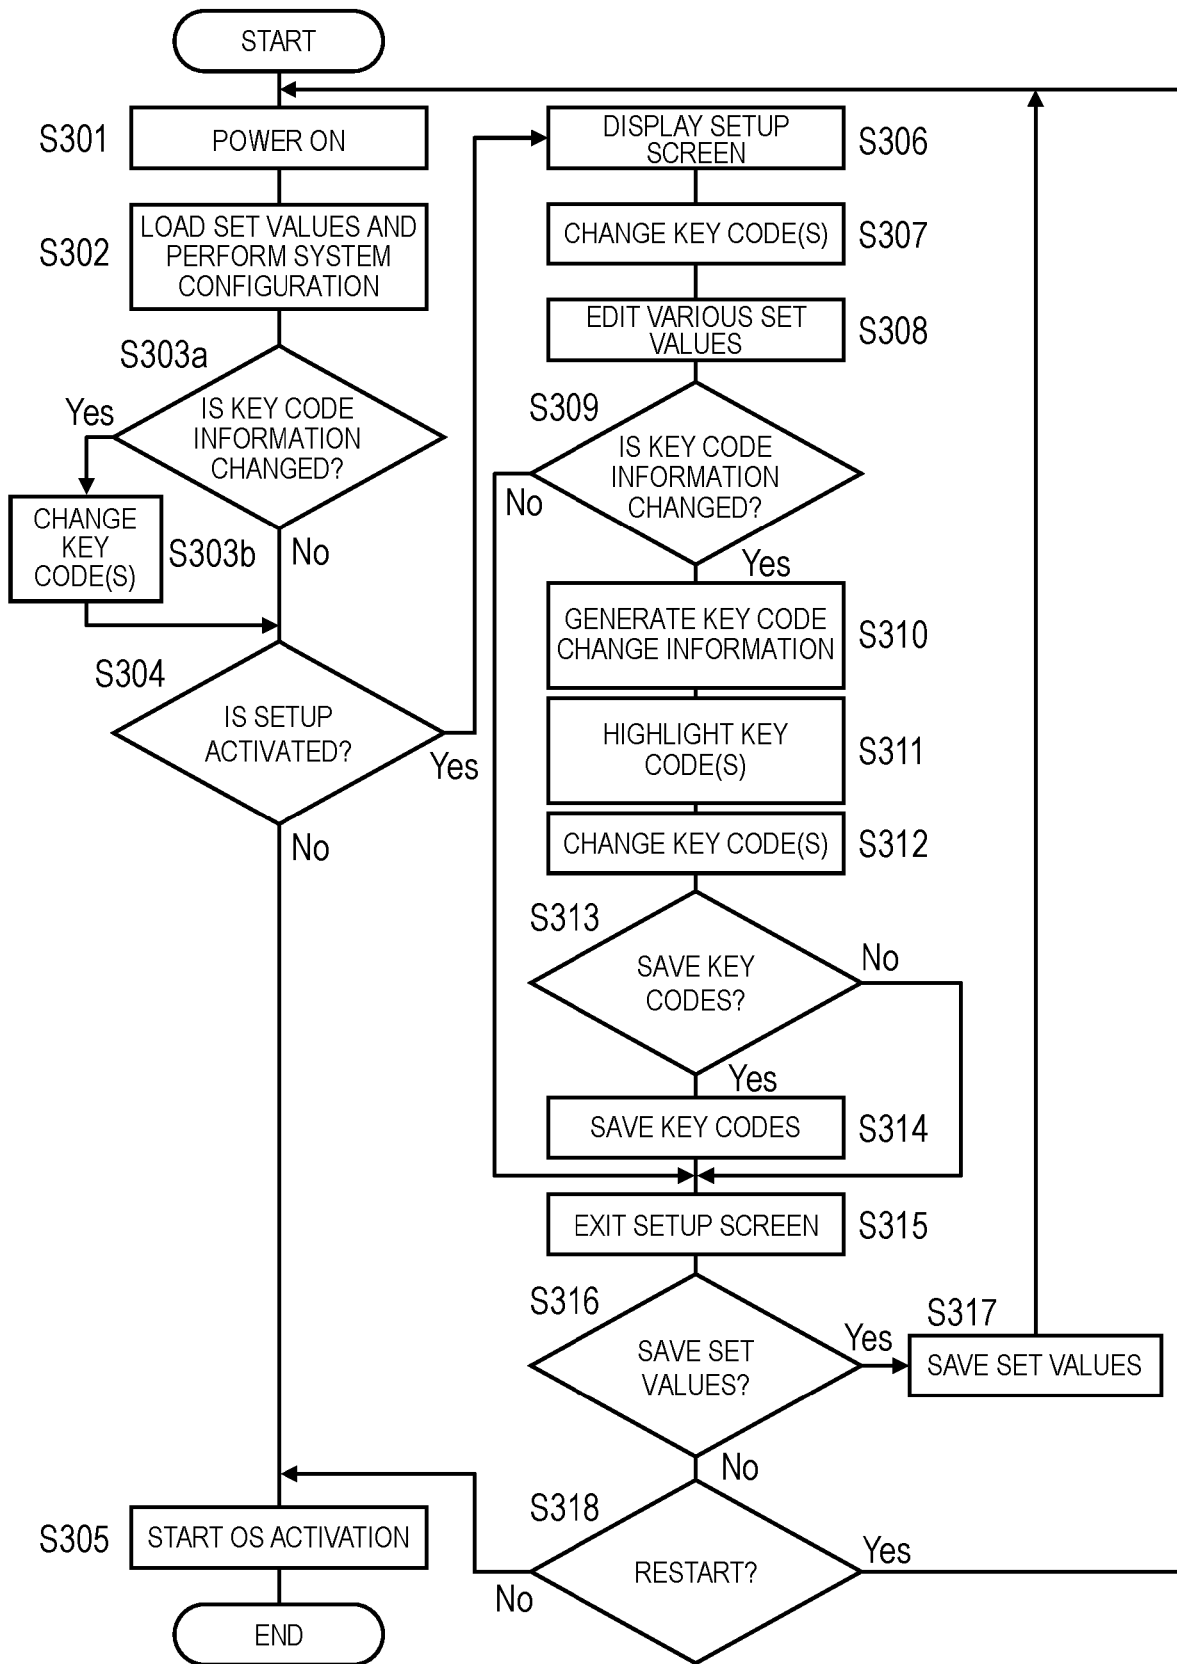 START
S301
POWER ON
S302
LOAD SET VALUES AND
PERFORM SYSTEM
CONFIGURATION
S303a
Yes
IS KEY CODE
INFORMATION
CHANGED?
CHANGE
KEY
CODE(S)
S303b
No
S304
IS SETUP
ACTIVATED?
Yes
No
DISPLAY SETUP
SCREEN
S306
CHANGE KEY CODE(S)
S307
EDIT VARIOUS SET
VALUES
S308
S309
IS KEY CODE
INFORMATION
CHANGED?
No
Yes
GENERATE KEY CODE
CHANGE INFORMATION
S310
HIGHLIGHT KEY
CODE(S)
S311
CHANGE KEY CODE(S)
S312
S313
SAVE KEY
CODES?
No
Yes
SAVE KEY CODES
S314
EXIT SETUP SCREEN
S315
S316
SAVE SET
VALUES?
Yes
S317
SAVE SET VALUES
No
S318
RESTART?
Yes
No
S305
START OS ACTIVATION
END